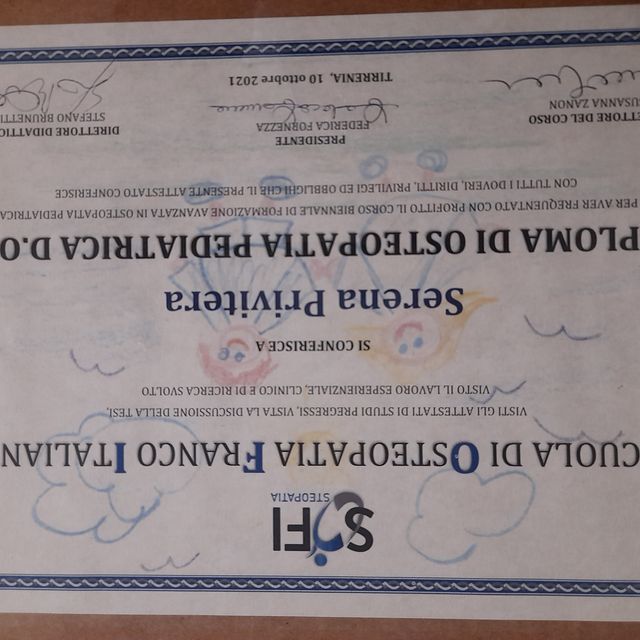 SOFI
STEOPATIA
CUOLA DI OSTEOPATIA FRANCO ITALIAN
VISTI GLI ATTESTATI DI STUDI PREGRESSI, VISTA LA DISCUSSIONE DELLA TESI,
VISTO IL LAVORO ESPERIENZIALE, CLINICO E DI RICERCA SVOLTO
SI CONFERISCE A
Serena Privitera
PLOMA DI OSTEOPATIA PEDIATRICA D.O
PER AVER FREQUENTATO CON PROFITTO IL CORSO BIENNALE DI FORMAZIONE AVANZATA IN OSTEOPATIA PEDIATRICA
CON TUTTI I DOVERI, DIRITTI, PRIVILEGI ED OBBLIGHI CHE IL PRESENTE ATTESTATO CONFERISCE
ETTORE DEL CORSO
USANNA ZANON
PRESIDENTE
FEDERICA FORNEZZA
DIRETTORE DIDATTICO
STEFANO BRUNETTI
TIRRENIA, 10 ottobre 2021